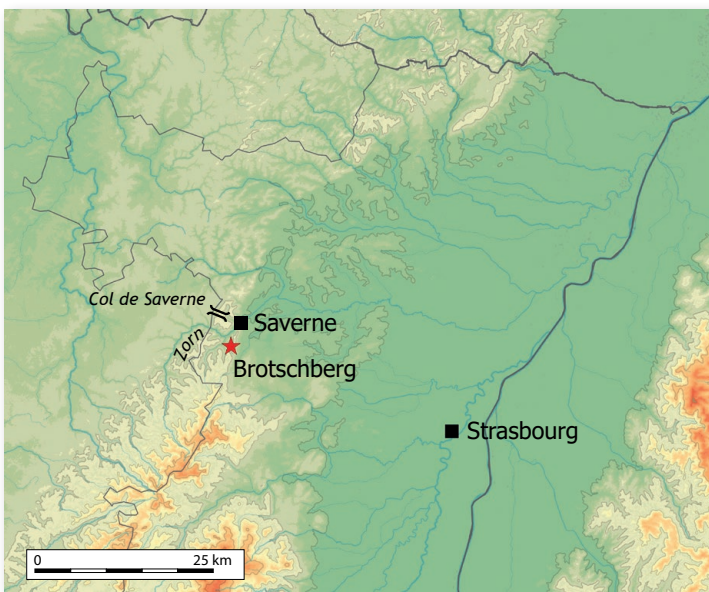 Col de Saverne
Saverne
Zorn
Brotschberg
Strasbourg
0 25 km